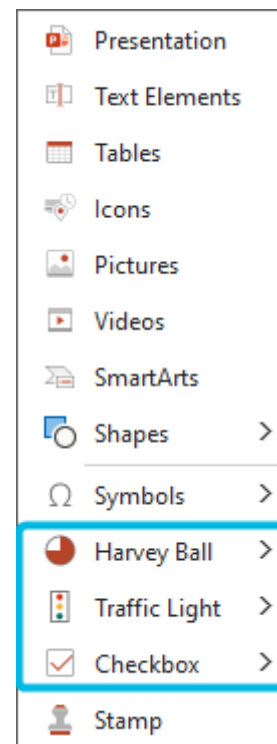 Presentation
Text Elements
Tables
Icons
Pictures
Videos
SmartArts
Shapes
Symbols
Harvey Ball
Traffic Light
Checkbox
Stamp